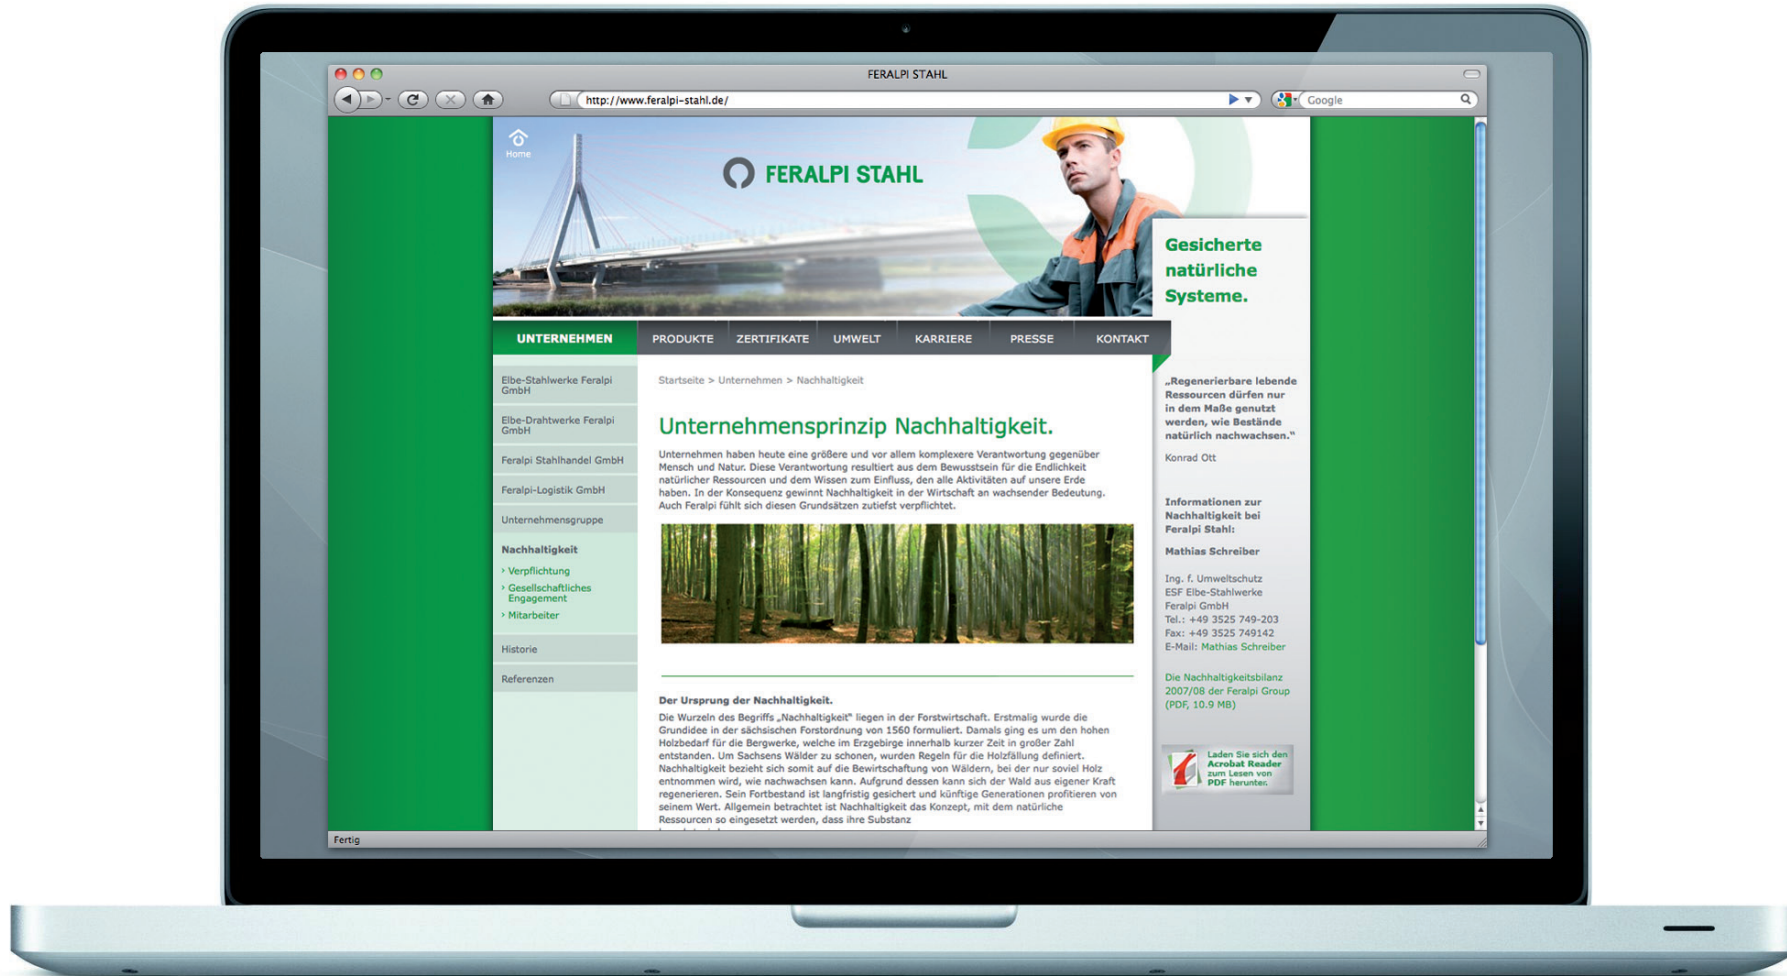 FERALPI STAHL
http://www.feralpi-stahl.de/
Google
Home
FERALPI STAHL
Gesicherte
natürliche
Systeme.
UNTERNEHMEN
PRODUKTE
ZERTIFIKATE
UMWELT
KARRIERE
PRESSE
KONTAKT
Elbe-Stahlwerke Feralpi
GmbH
Elbe-Drahtwerke Feralpi
GmbH
Feralpi Stahlhandel GmbH
Feralpi-Logistik GmbH
Unternehmensgruppe
Nachhaltigkeit
› Verpflichtung
› Gesellschaftliches
Engagement
› Mitarbeiter
Historie
Referenzen
Startseite > Unternehmen > Nachhaltigkeit
Unternehmensprinzip Nachhaltigkeit.
Unternehmen haben heute eine größere und vor allem komplexere Verantwortung gegenüber
Mensch und Natur. Diese Verantwortung resultiert aus dem Bewusstsein für die Endlichkeit
natürlicher Ressourcen und dem Wissen zum Einfluss, den alle Aktivitäten auf unsere Erde
haben. In der Konsequenz gewinnt Nachhaltigkeit in der Wirtschaft an wachsender Bedeutung.
Auch Feralpi fühlt sich diesen Grundsätzen zutiefst verpflichtet.
Der Ursprung der Nachhaltigkeit.
Die Wurzeln des Begriffs „Nachhaltigkeit“ liegen in der Forstwirtschaft. Erstmalig wurde die
Grundidee in der sächsischen Forstordnung von 1560 formuliert. Damals ging es um den hohen
Holzbedarf für die Bergwerke, welche im Erzgebirge innerhalb kurzer Zeit in großer Zahl
entstanden. Um Sachsens Wälder zu schonen, wurden Regeln für die Holzfällung definiert.
Nachhaltigkeit bezieht sich somit auf die Bewirtschaftung von Wäldern, bei der nur soviel Holz
entnommen wird, wie nachwachsen kann. Aufgrund dessen kann sich der Wald aus eigener Kraft
regenerieren. Sein Fortbestand ist langfristig gesichert und künftige Generationen profitieren von
seinem Wert. Allgemein betrachtet ist Nachhaltigkeit das Konzept, mit dem natürliche
Ressourcen so eingesetzt werden, dass ihre Substanz
„Regenerierbare lebende
Ressourcen dürfen nur
in dem Maße genutzt
werden, wie Bestände
natürlich nachwachsen.“
Konrad Ott
Informationen zur
Nachhaltigkeit bei
Feralpi Stahl:
Mathias Schreiber
Ing. f. Umweltschutz
ESF Elbe-Stahlwerke
Feralpi GmbH
Tel.: +49 3525 749-203
Fax: +49 3525 749142
E-Mail: Mathias Schreiber
Die Nachhaltigkeitsbilanz
2007/08 der Feralpi Group
(PDF, 10.9 MB)
Laden Sie sich den
Acrobat Reader
zum Lesen von
PDF herunter.
Fertig